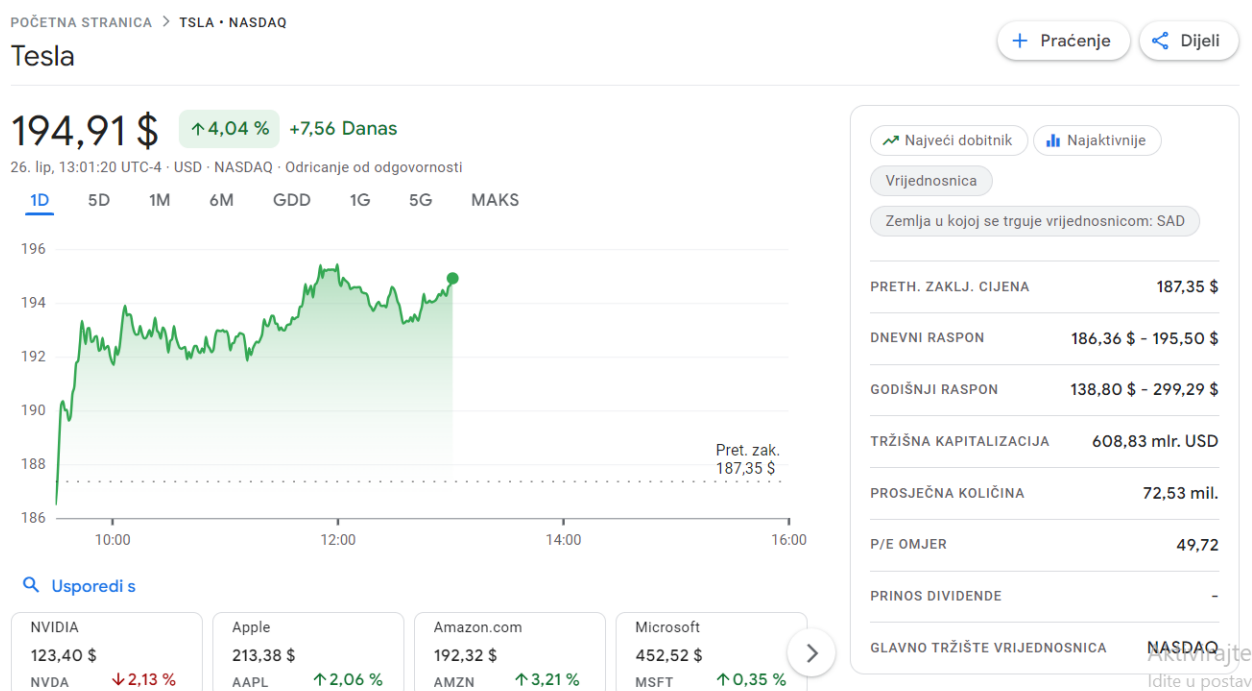 POČETNA STRANICA > TSLA • NASDAQ
Tesla
Praćenje
Dijeli
194,91 $ ↑4,04 % +7,56 Danas
26. lip, 13:01:20 UTC-4 · USD · NASDAQ · Odricanje od odgovornosti
1D 5D 1M 6M GDD 1G 5G MAKS
196
194
192
190
188
186
Pret. zak.
187,35 $
10:00 12:00 14:00 16:00
Usporedi s
NVIDIA
123,40 $
NVDA ↓2,13 %
Apple
213,38 $
AAPL ↑2,06 %
Amazon.com
192,32 $
AMZN ↑3,21 %
Microsoft
452,52 $
MSFT ↑0,35 %
Najveći dobitnik
Najaktivnije
Vrijednosnica
Zemlja u kojoj se trguje vrijednosnicom: SAD
PRETH. ZAKLJ. CIJENA 187,35 $
DNEVNI RASPON 186,36 $ - 195,50 $
GODIŠNJI RASPON 138,80 $ - 299,29 $
TRŽIŠNA KAPITALIZACIJA 608,83 mlr. USD
PROSJEČNA KOLIČINA 72,53 mil.
P/E OMJER 49,72
PRINOS DIVIDENDE -
GLAVNO TRŽIŠTE VRIJEDNOSNICA NASDAQ
Aktivirajte
Idite u postav